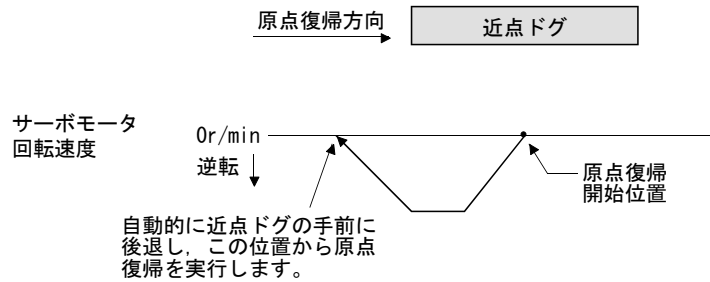 原点復帰方向
近点ドグ
サーボモータ
回転速度
0r/min
逆転
原点復帰
開始位置
自動的に近点ドグの手前に
後退し，この位置から原点
復帰を実行します。